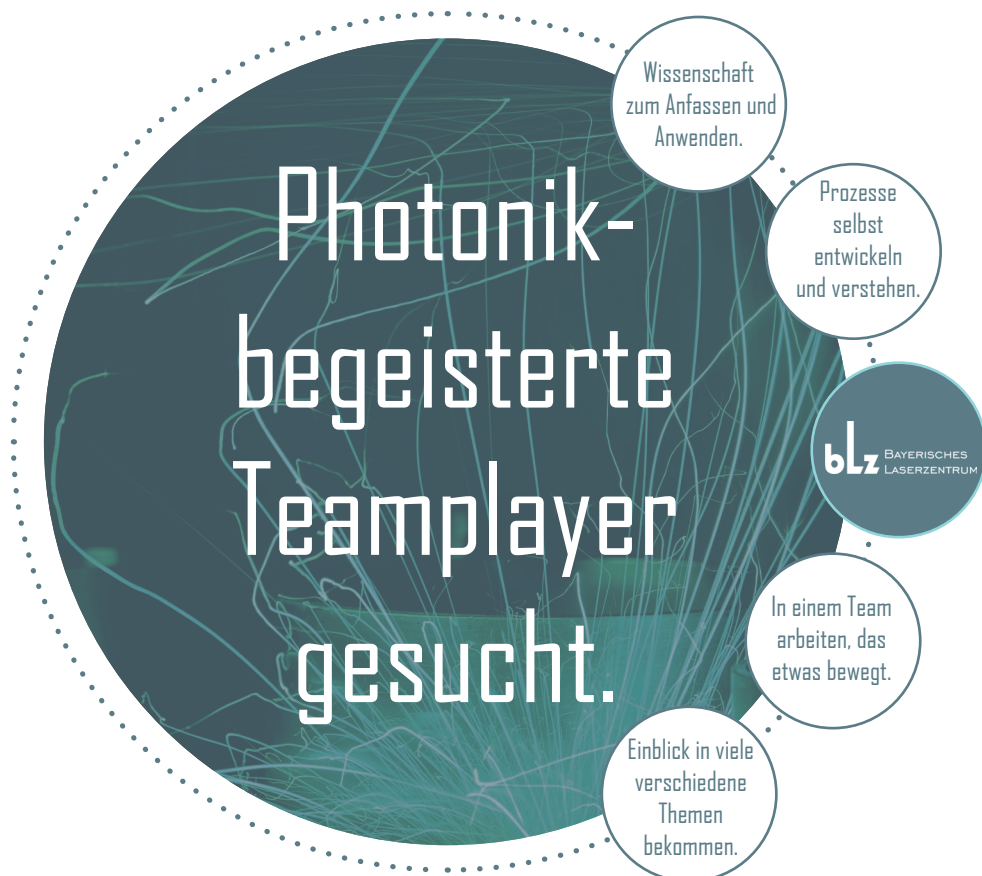 Photonik-
begeisterte
Teamplayer
gesucht.
Wissenschaft
zum Anfassen und
Anwenden.
Prozesse
selbst
entwickeln
und verstehen.
bLz BAYERISCHES
LASERZENTRUM
In einem Team
arbeiten, das
etwas bewegt.
Einblick in viele
verschiedene
Themen
bekommen.